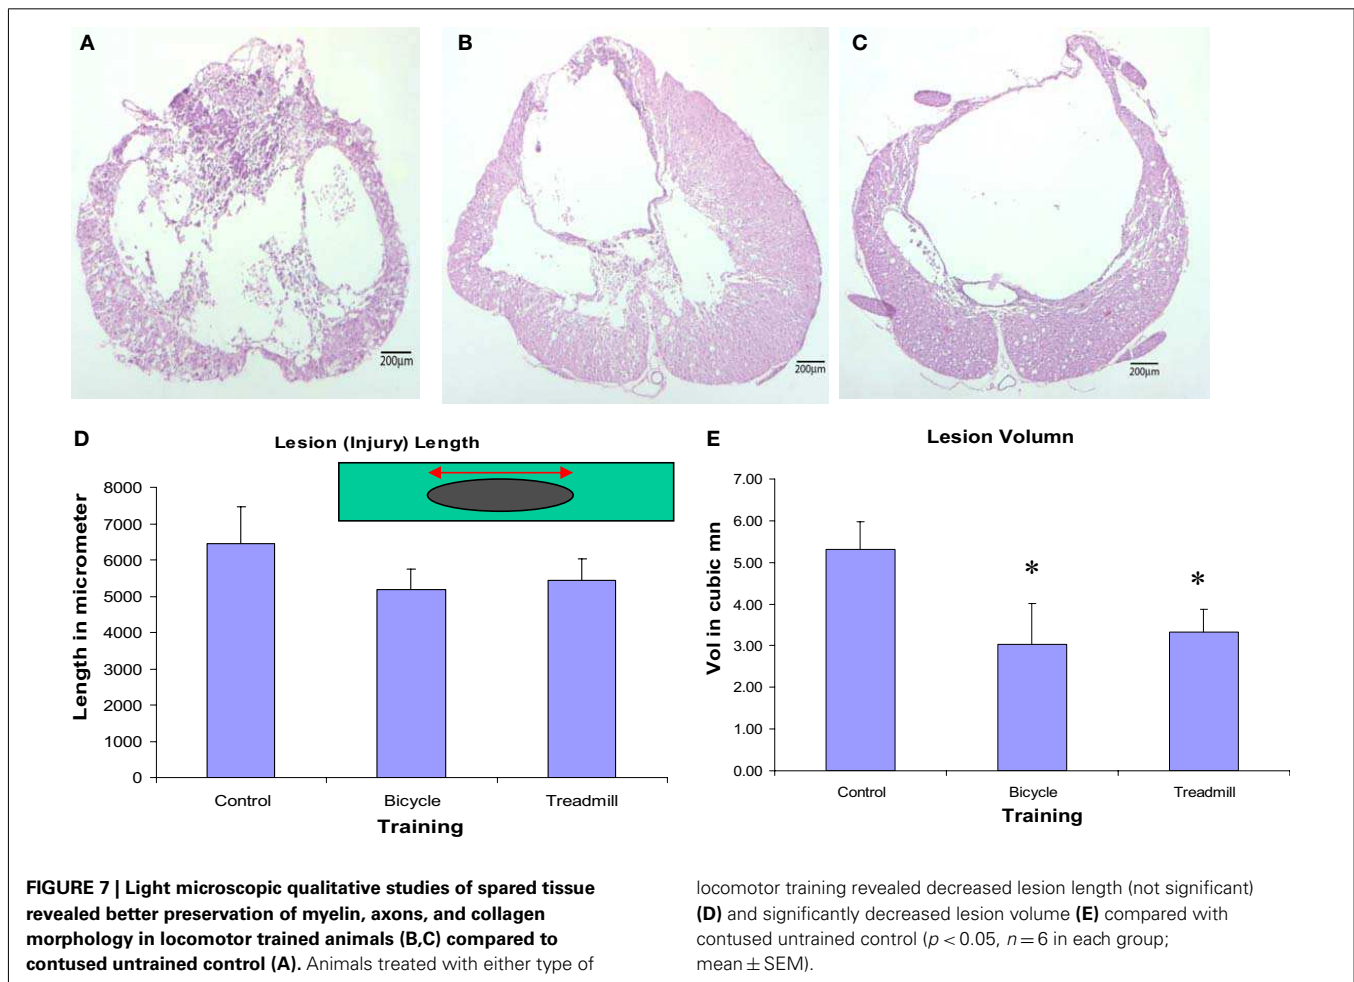 A
B
C
200µm
200µm
200µm
D
Lesion (Injury) Length
8000
7000
6000
5000
4000
3000
2000
1000
0
Length in micrometer
Control
Bicycle
Treadmill
Training
E
Lesion Volumn
7.00
6.00
5.00
4.00
3.00
2.00
1.00
0.00
Vol in cubic mn
*
*
Control
Bicycle
Treadmill
Training
FIGURE 7 | Light microscopic qualitative studies of spared tissue
revealed better preservation of myelin, axons, and collagen
morphology in locomotor trained animals (B,C) compared to
contused untrained control (A). Animals treated with either type of
locomotor training revealed decreased lesion length (not significant)
(D) and significantly decreased lesion volume (E) compared with
contused untrained control (p < 0.05, n = 6 in each group;
mean ± SEM).